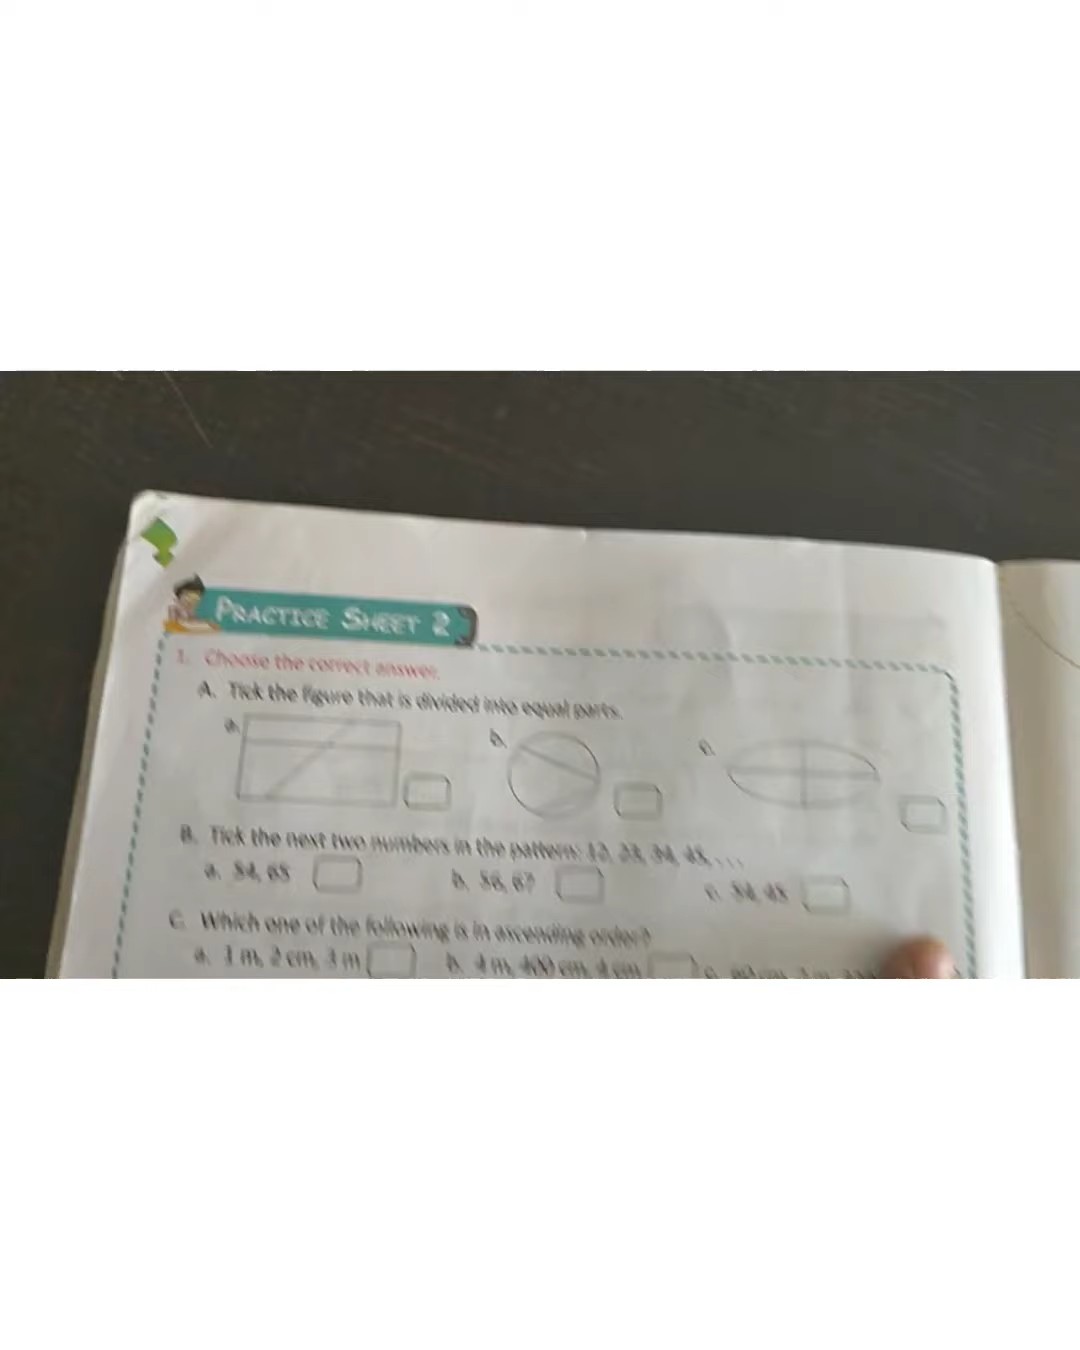 PRACTICE SHEET 2
1. Choose the correct answer.
A. Tick the figure that is divided into equal parts.
a. b. c.
B. Tick the next two numbers in the pattern: 12, 23, 34, 45, . . .
a. 54, 65 b. 56, 67 c. 54, 45
C. Which one of the following is in ascending order?
a. 1 m, 2 cm, 3 m b. 4 m, 400 cm, 4 cm c.